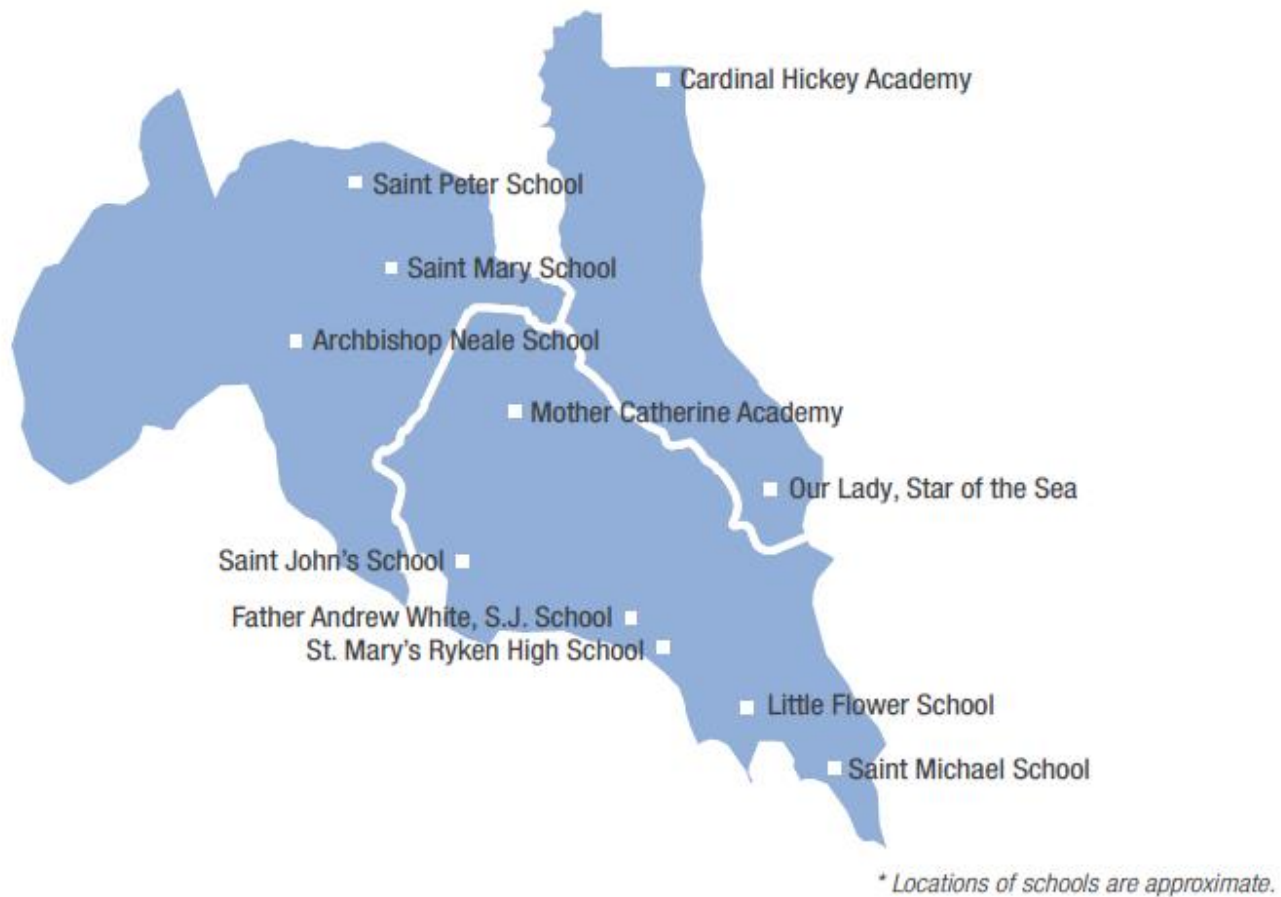 Cardinal Hickey Academy
Saint Peter School
Saint Mary School
Archbishop Neale School
Mother Catherine Academy
Our Lady, Star of the Sea
Saint John’s School
Father Andrew White, S.J. School
St. Mary’s Ryken High School
Little Flower School
Saint Michael School
* Locations of schools are approximate.